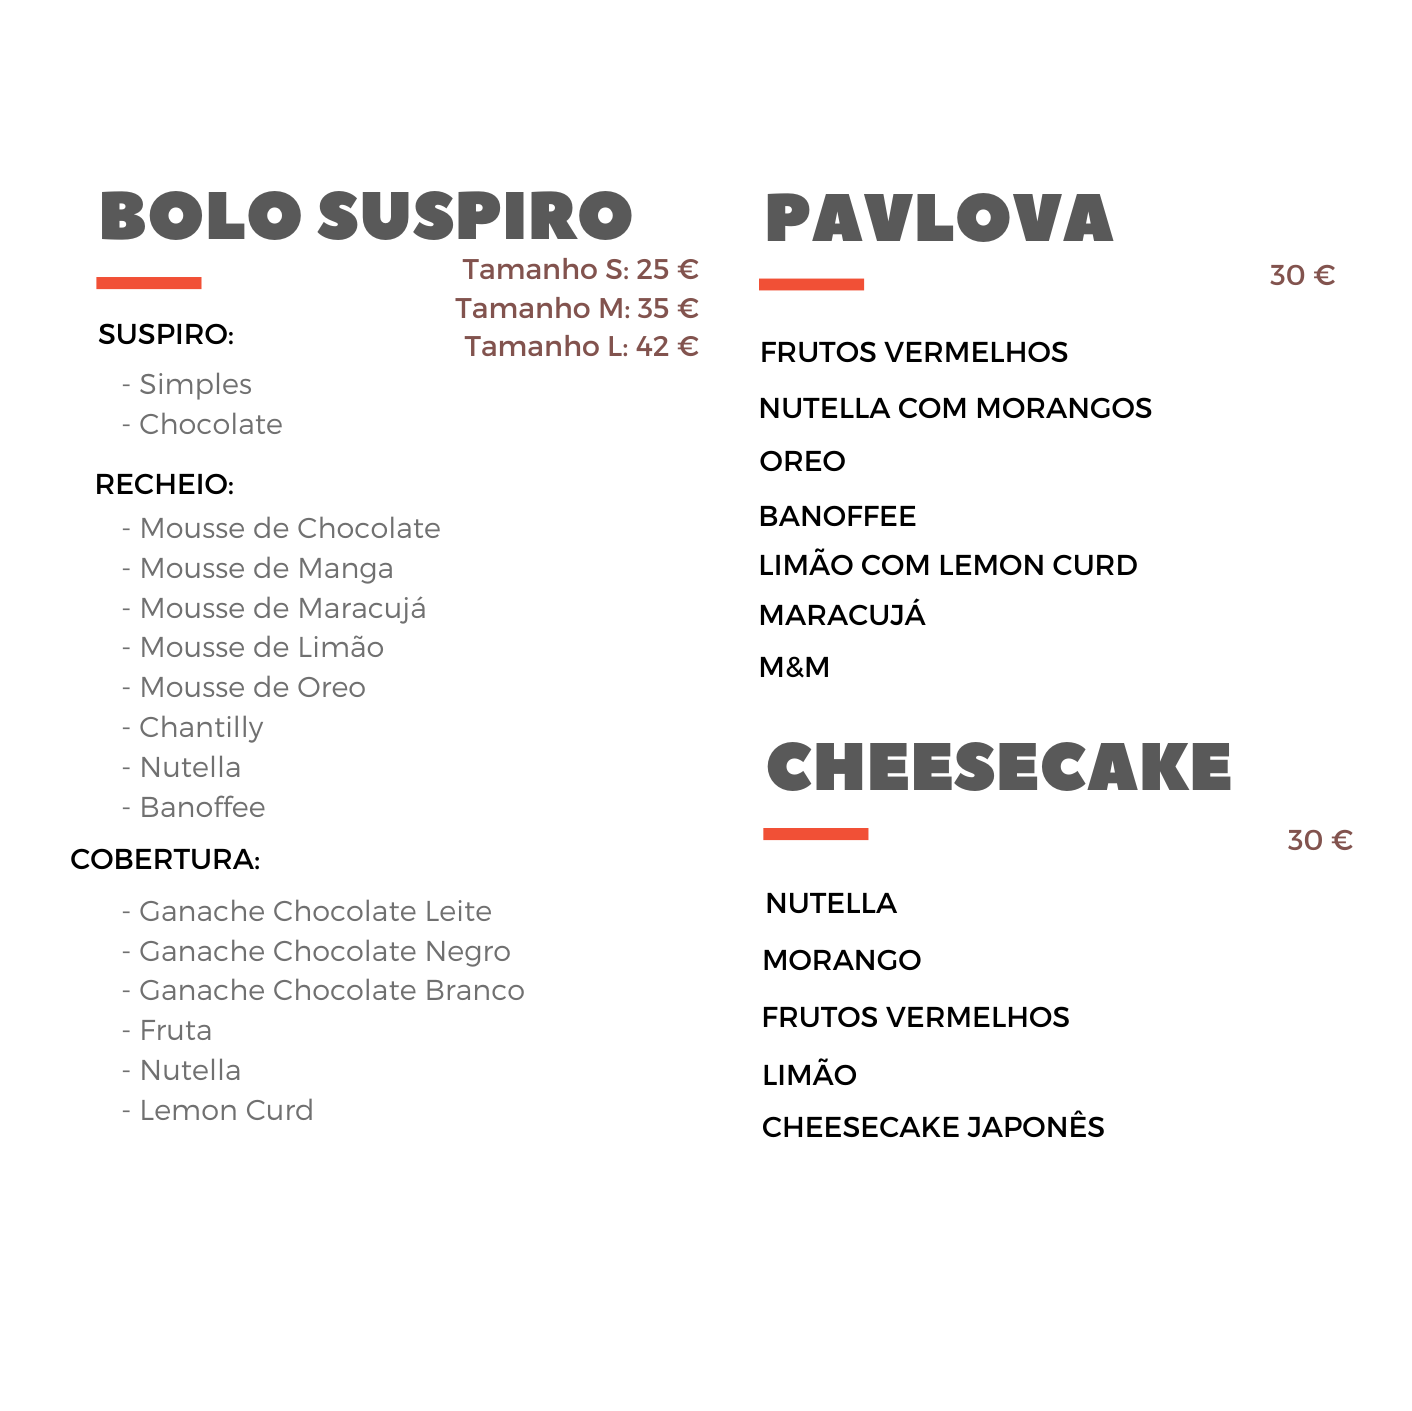 BOLO SUSPIRO
Tamanho S: 25 €
Tamanho M: 35 €
Tamanho L: 42 €
SUSPIRO:
- Simples
- Chocolate
RECHEIO:
- Mousse de Chocolate
- Mousse de Manga
- Mousse de Maracujá
- Mousse de Limão
- Mousse de Oreo
- Chantilly
- Nutella
- Banoffee
COBERTURA:
- Ganache Chocolate Leite
- Ganache Chocolate Negro
- Ganache Chocolate Branco
- Fruta
- Nutella
- Lemon Curd
PAVLOVA
30 €
FRUTOS VERMELHOS
NUTELLA COM MORANGOS
OREO
BANOFFEE
LIMÃO COM LEMON CURD
MARACUJÁ
M&M
CHEESECAKE
30 €
NUTELLA
MORANGO
FRUTOS VERMELHOS
LIMÃO
CHEESECAKE JAPONÊS